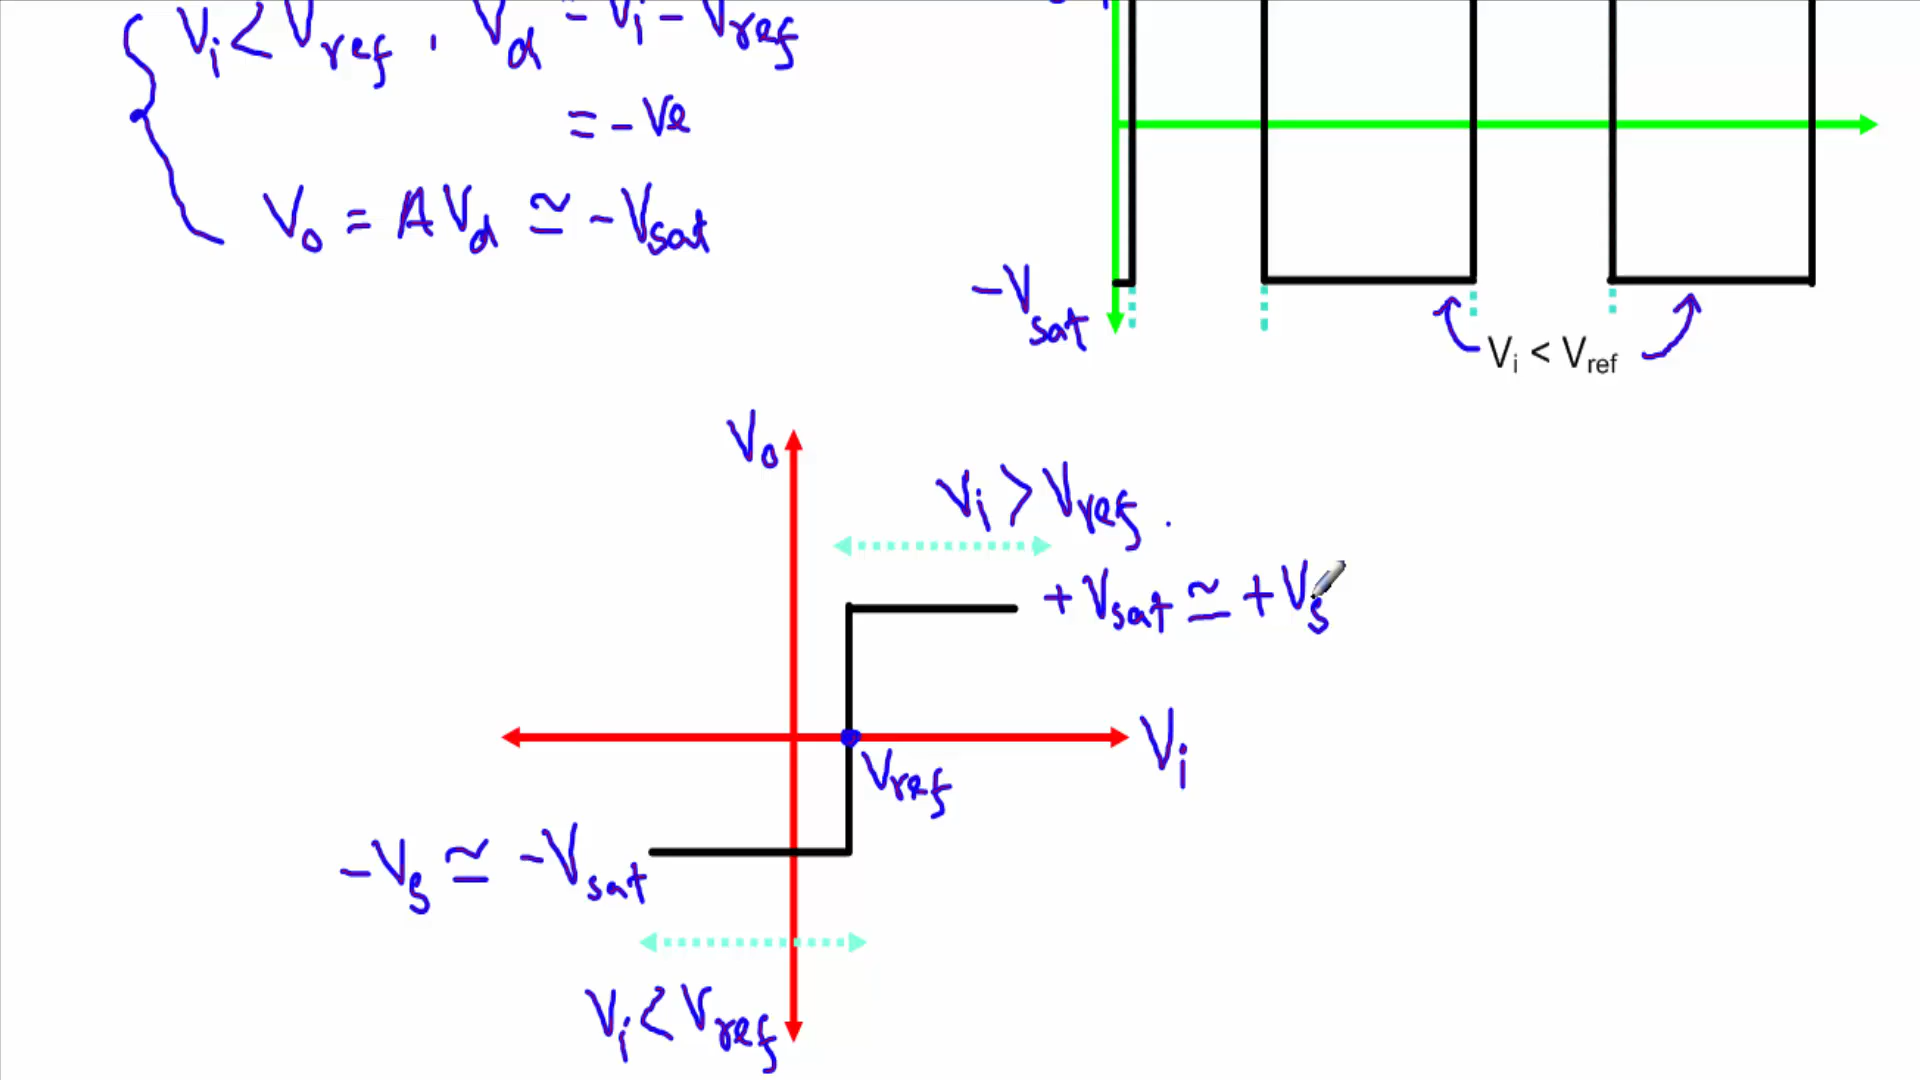 Vi < Vref , Vd = Vi - Vref
= - Ve
Vo = A Vd ≃ - Vsat
-Vsat
Vi < Vref
Vo
Vi > Vref .
+ Vsat ≃ + Vs
Vi
Vref
-Vs ≃ -Vsat
Vi < Vref